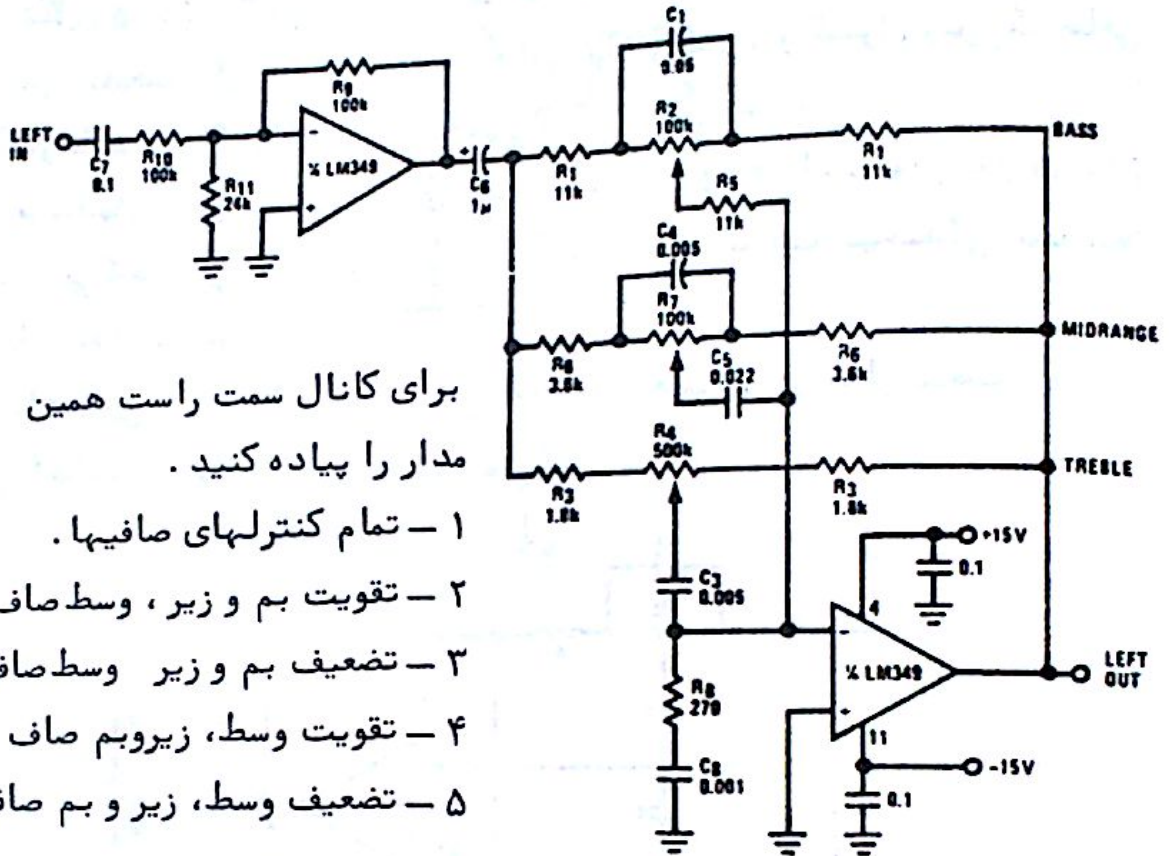 C1
0.05
R9
100k
LEFT
IN
C7
0.1
R10
100k
R11
24k
-
+
¼ LM349
+
C6
1μ
R1
11k
R2
100k
R1
11k
BASS
R5
11k
C4
0.005
R7
100k
R6
3.6k
C5
0.022
R6
3.6k
MIDRANGE
R4
500k
R3
1.8k
R3
1.8k
TREBLE
برای کانال سمت راست همین
مدار را پیاده کنید .
۱ – تمام کنترلهای صافیها .
۲ – تقویت بم و زیر ، وسط صاف
۳ – تضعیف بم و زیر وسط صاف
۴ – تقویت وسط، زیروبم صاف
۵ – تضعیف وسط، زیر و بم صاف
C3
0.005
R8
270
C8
0.001
-
+
¼ LM349
4
+15V
0.1
LEFT
OUT
11
-15V
0.1